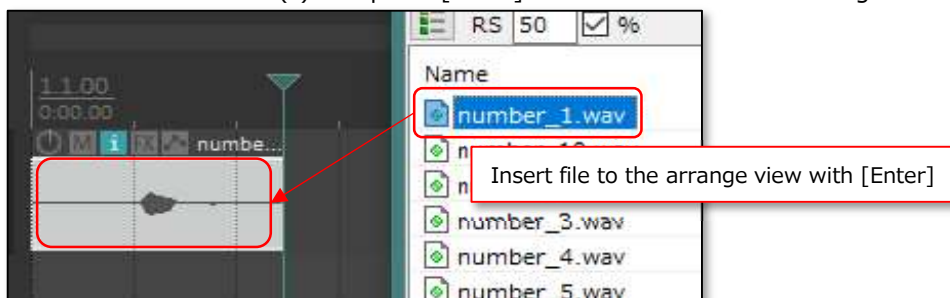 RS 50 %
Name
1.1.00
0:00.00
number_1.wav
M i FX numbe...
Insert file to the arrange view with [Enter]
number_3.wav
number_4.wav
number_5.wav